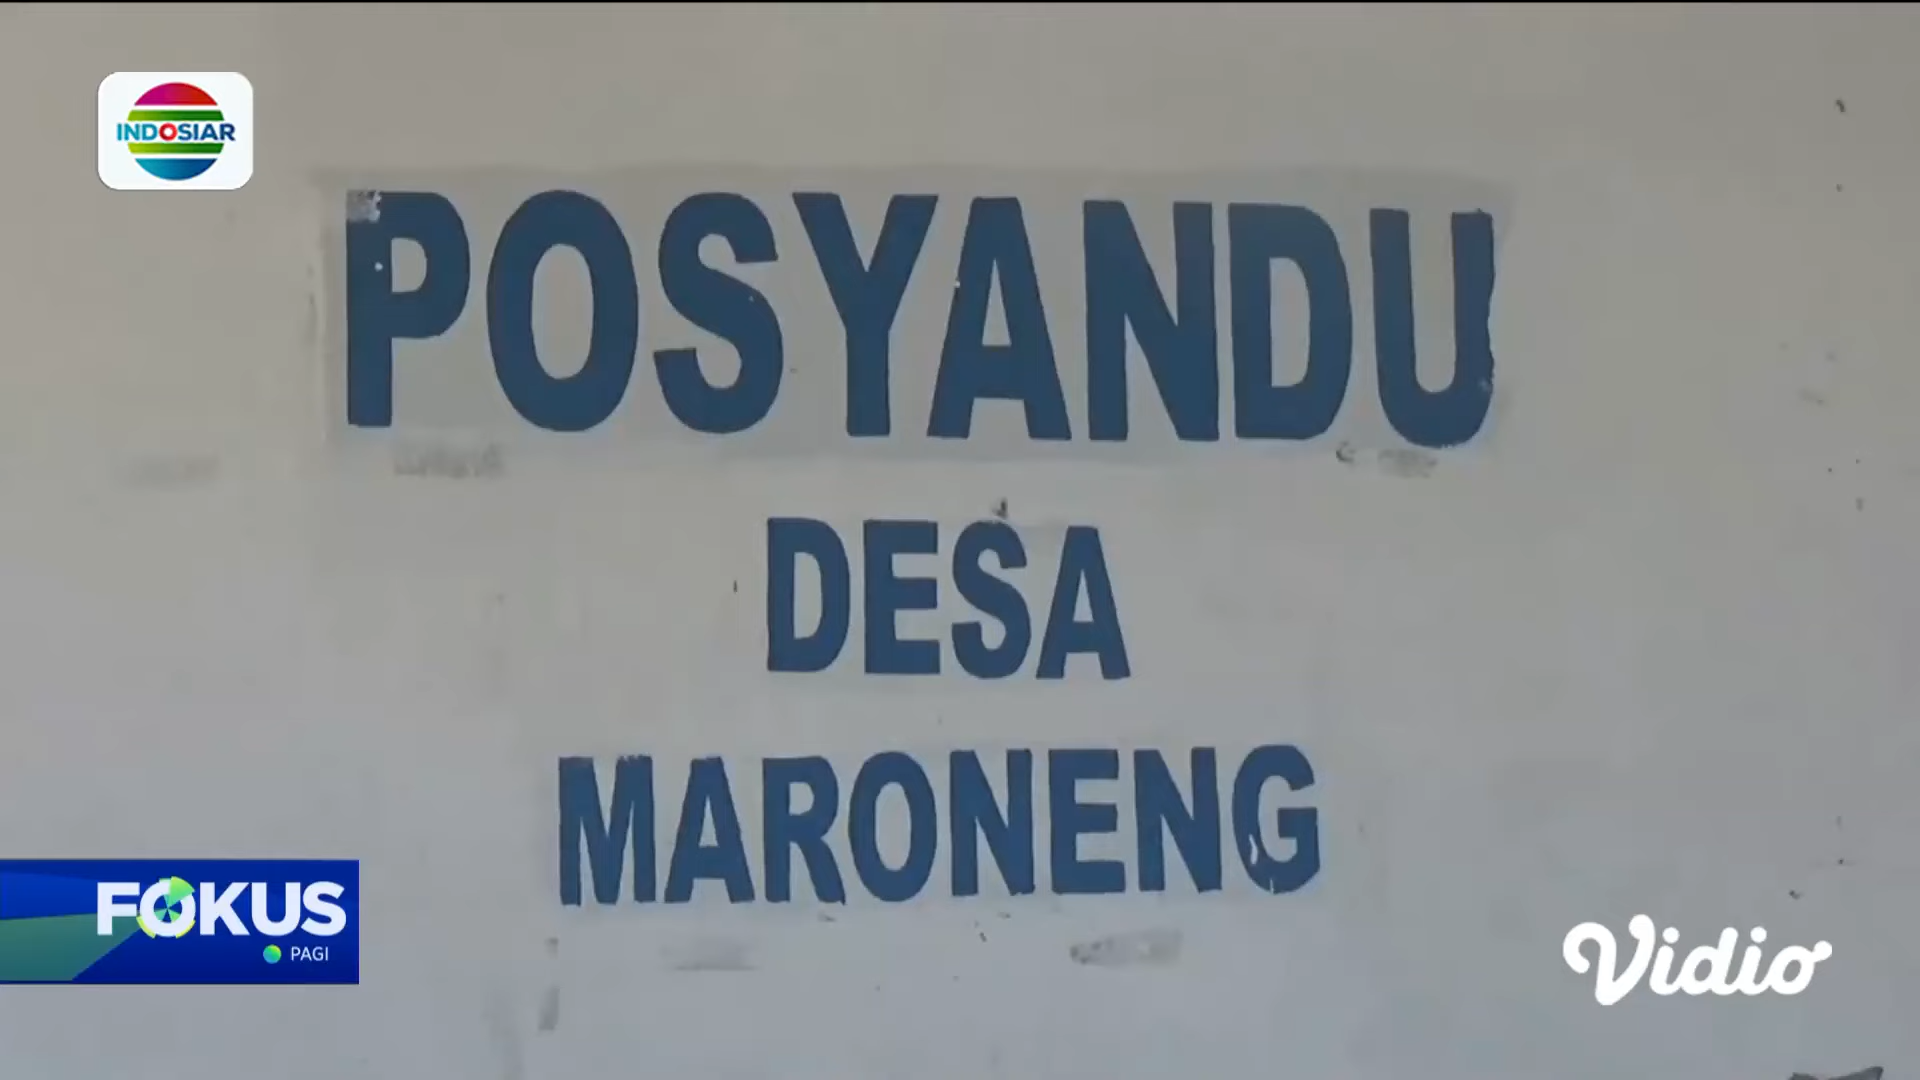 INDOSIAR
POSYANDU
DESA
MARONENG
FOKUS
PAGI
Vidio